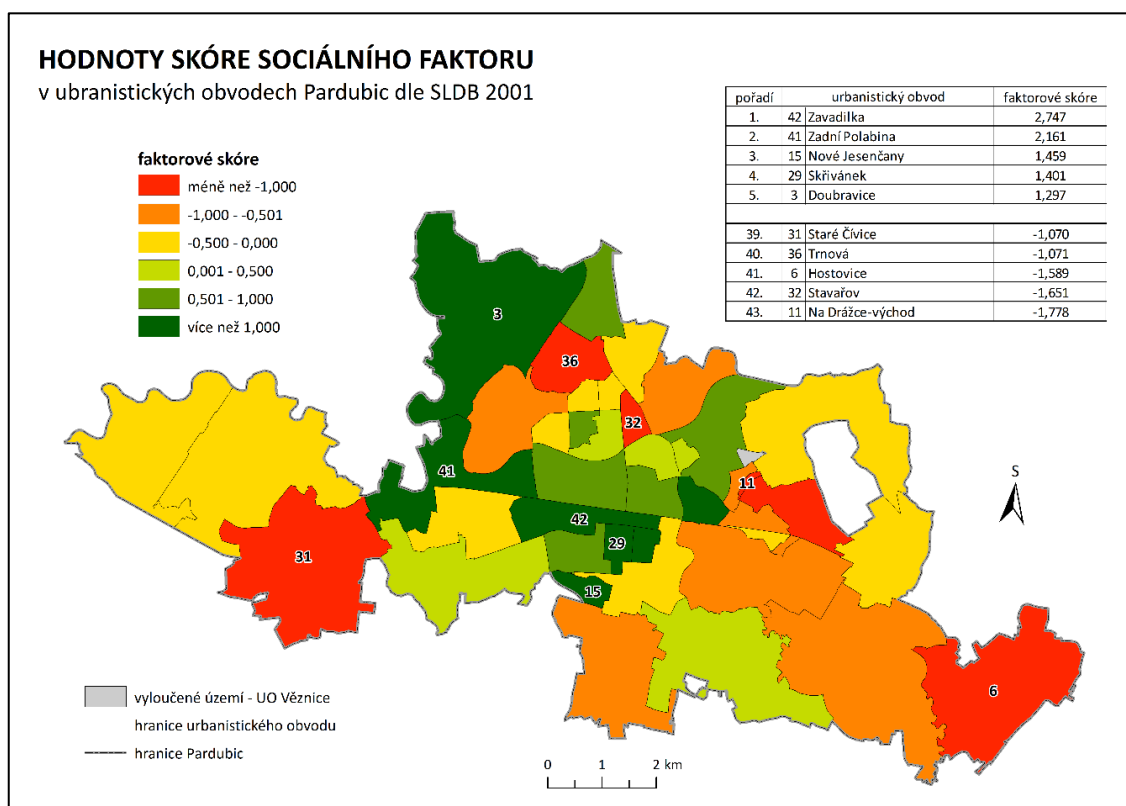 HODNOTY SKÓRE SOCIÁLNÍHO FAKTORU
v ubranistických obvodech Pardubic dle SLDB 2001
pořadí urbanistický obvod faktorové skóre
1. 42 Zavadilka 2,747
2. 41 Zadní Polabina 2,161
3. 15 Nové Jesenčany 1,459
4. 29 Skřivánek 1,401
5. 3 Doubravice 1,297
39. 31 Staré Čívice -1,070
40. 36 Trnová -1,071
41. 6 Hostovice -1,589
42. 32 Stavařov -1,651
43. 11 Na Drážce-východ -1,778
faktorové skóre
méně než -1,000
-1,000 - -0,501
-0,500 - 0,000
0,001 - 0,500
0,501 - 1,000
více než 1,000
3
36
32
41
11
S
42
29
31
15
6
vyloučené území - UO Věznice
hranice urbanistického obvodu
hranice Pardubic
0 1 2 km